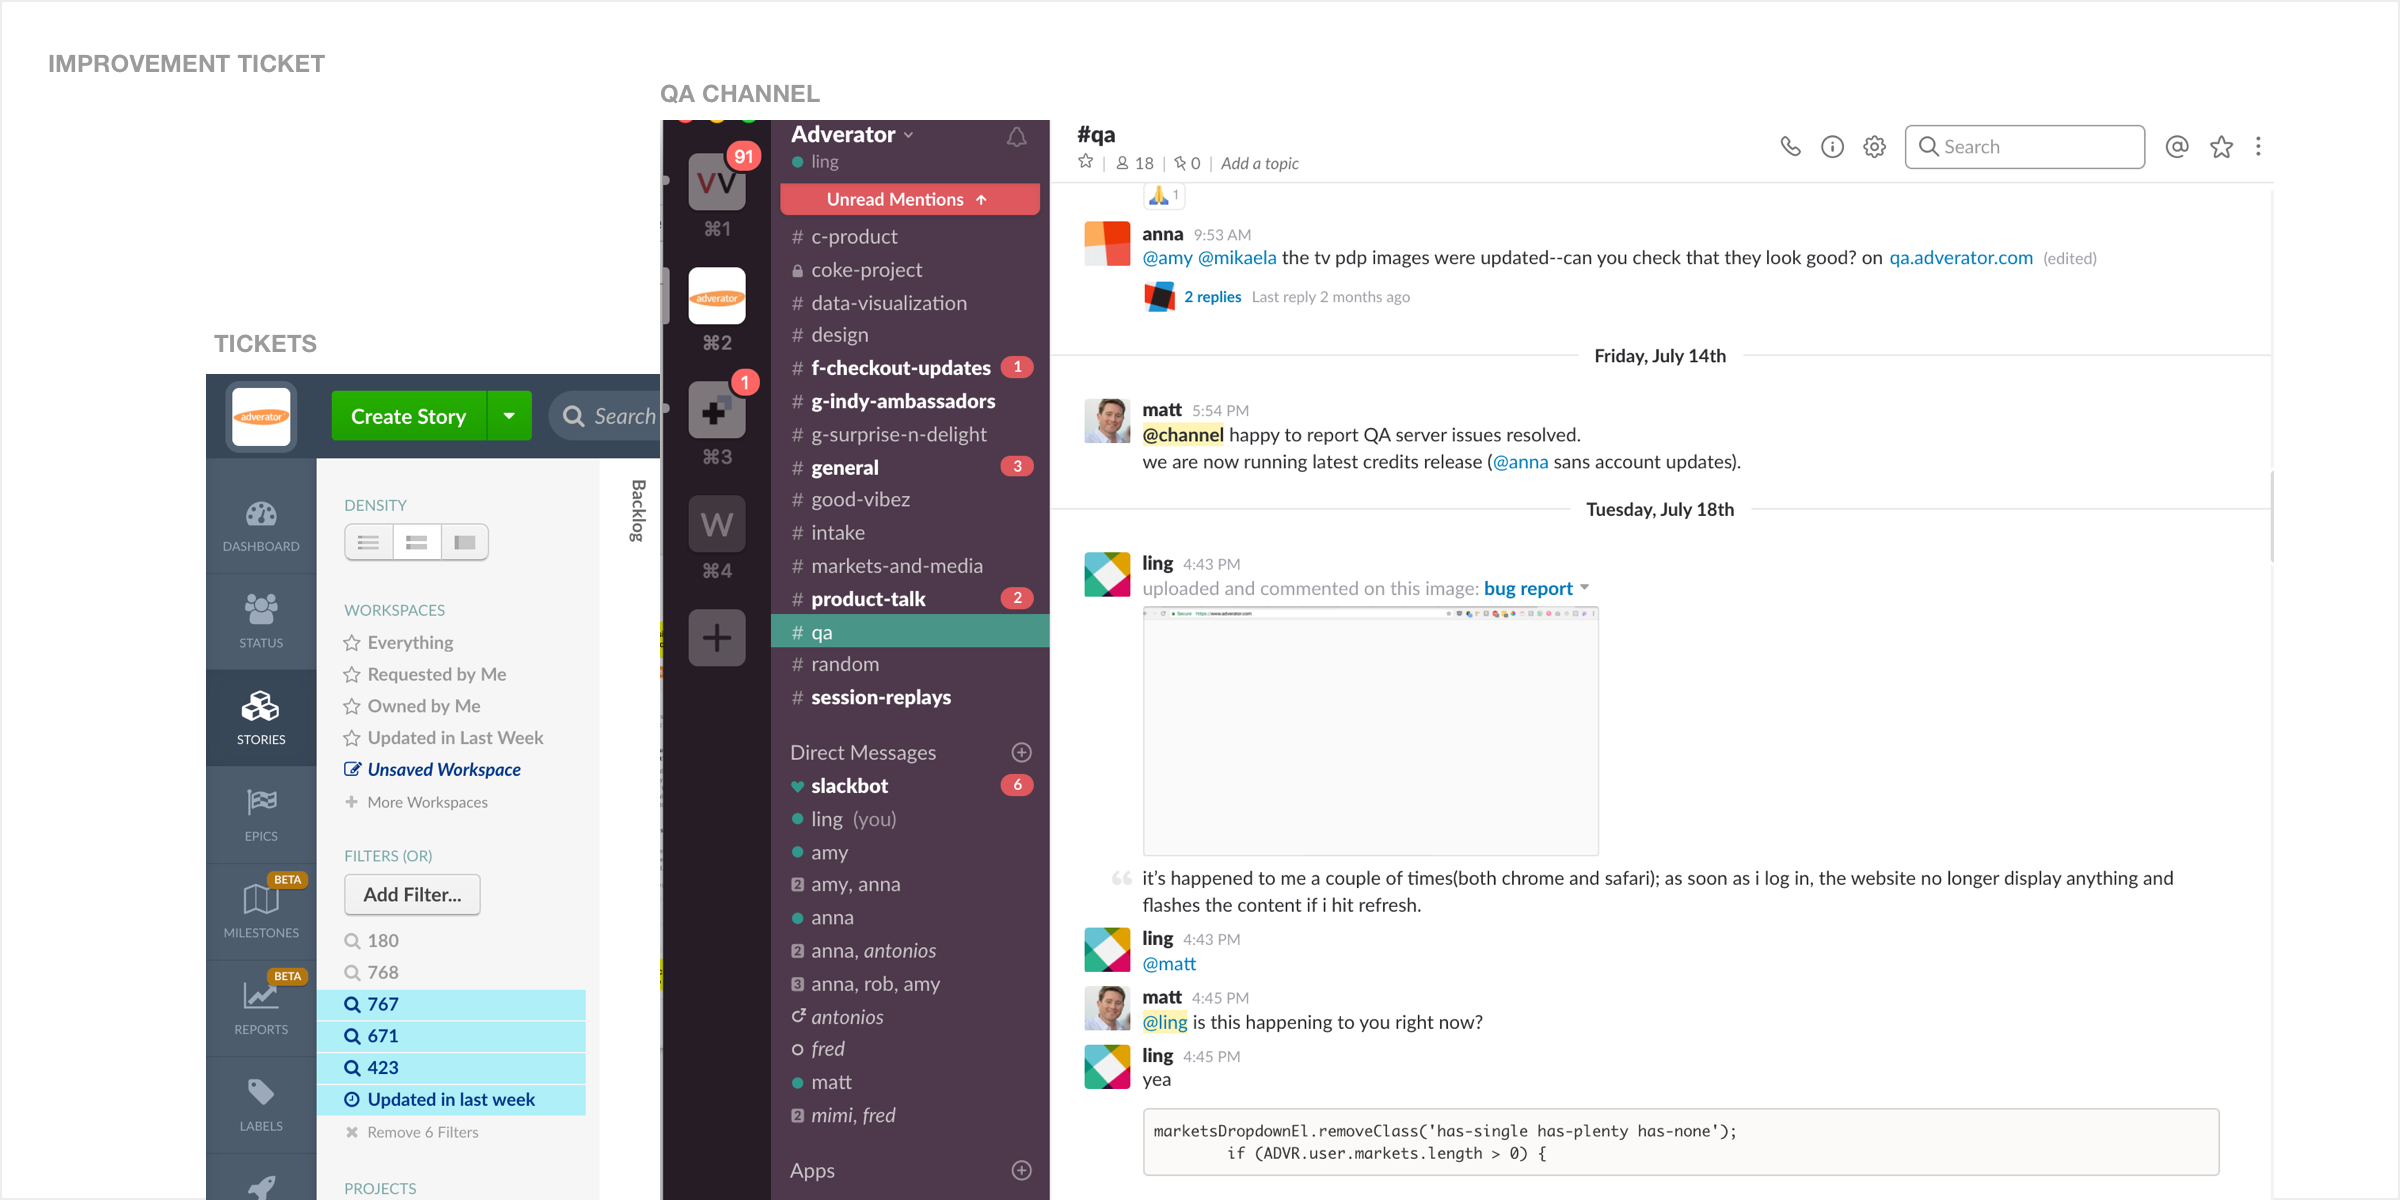 IMPROVEMENT TICKET
QA CHANNEL
TICKETS
adverator
Create Story
Search
DASHBOARD
STATUS
STORIES
EPICS
BETA
MILESTONES
BETA
REPORTS
LABELS
DENSITY
WORKSPACES
Everything
Requested by Me
Owned by Me
Updated in Last Week
Unsaved Workspace
More Workspaces
FILTERS (OR)
Add Filter...
180
768
767
671
423
Updated in last week
Remove 6 Filters
PROJECTS
Backlog
91
VV
⌘1
adverator
⌘2
1
⌘3
W
⌘4
Adverator
ling
Unread Mentions ↑
# c-product
coke-project
# data-visualization
# design
# f-checkout-updates 1
# g-indy-ambassadors
# g-surprise-n-delight
# general 3
# good-vibez
# intake
# markets-and-media
# product-talk 2
# qa
# random
# session-replays
Direct Messages
slackbot 6
ling (you)
amy
2 amy, anna
anna
2 anna, antonios
3 anna, rob, amy
antonios
fred
matt
2 mimi, fred
Apps
#qa
18 | 0 | Add a topic
Search
1
anna 9:53 AM
@amy @mikaela the tv pdp images were updated--can you check that they look good? on qa.adverator.com (edited)
2 replies Last reply 2 months ago
Friday, July 14th
matt 5:54 PM
@channel happy to report QA server issues resolved.
we are now running latest credits release (@anna sans account updates).
Tuesday, July 18th
ling 4:43 PM
uploaded and commented on this image: bug report
Secure https://www.adverator.com
it's happened to me a couple of times(both chrome and safari); as soon as i log in, the website no longer display anything and
flashes the content if i hit refresh.
ling 4:43 PM
@matt
matt 4:45 PM
@ling is this happening to you right now?
ling 4:45 PM
yea
marketsDropdownEl.removeClass('has-single has-plenty has-none');
if (ADVR.user.markets.length > 0) {